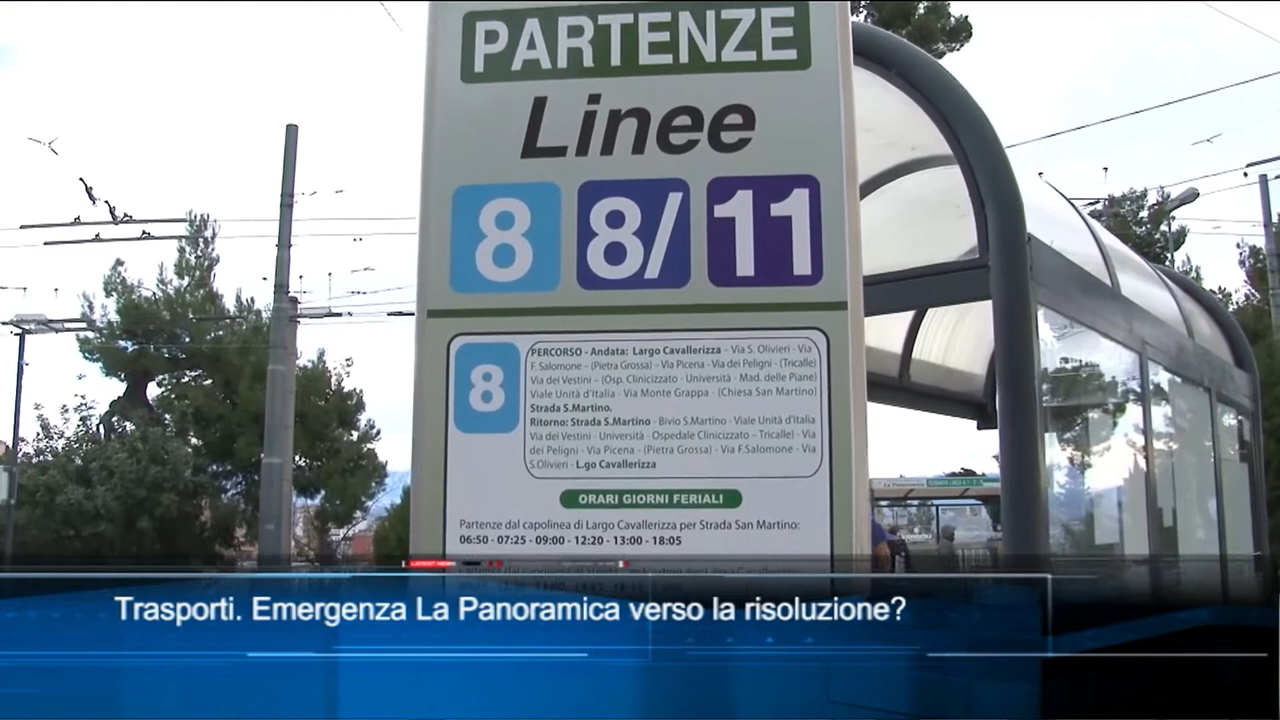 PARTENZE
Linee
8 8/ 11
8
PERCORSO - Andata: Largo Cavallerizza - Via S. Olivieri - Via
F. Salomone - (Pietra Grossa) - Via Picena - Via dei Peligni - (Tricalle)
Via dei Vestini - (Osp. Clinicizzato - Università - Mad. delle Piane)
Viale Unità d'Italia - Via Monte Grappa - (Chiesa San Martino)
Strada S.Martino.
Ritorno: Strada S.Martino - Bivio S.Martino - Viale Unità d'Italia
Via dei Vestini - Università - Ospedale Clinicizzato - Tricalle) - Via
dei Peligni - Via Picena - (Pietra Grossa) - Via F.Salomone - Via
S.Olivieri - L.go Cavallerizza
ORARI GIORNI FERIALI
Partenze dal capolinea di Largo Cavallerizza per Strada San Martino:
06:50 - 07:25 - 09:00 - 12:20 - 13:00 - 18:05
LATEST NEWS
Trasporti. Emergenza La Panoramica verso la risoluzione?